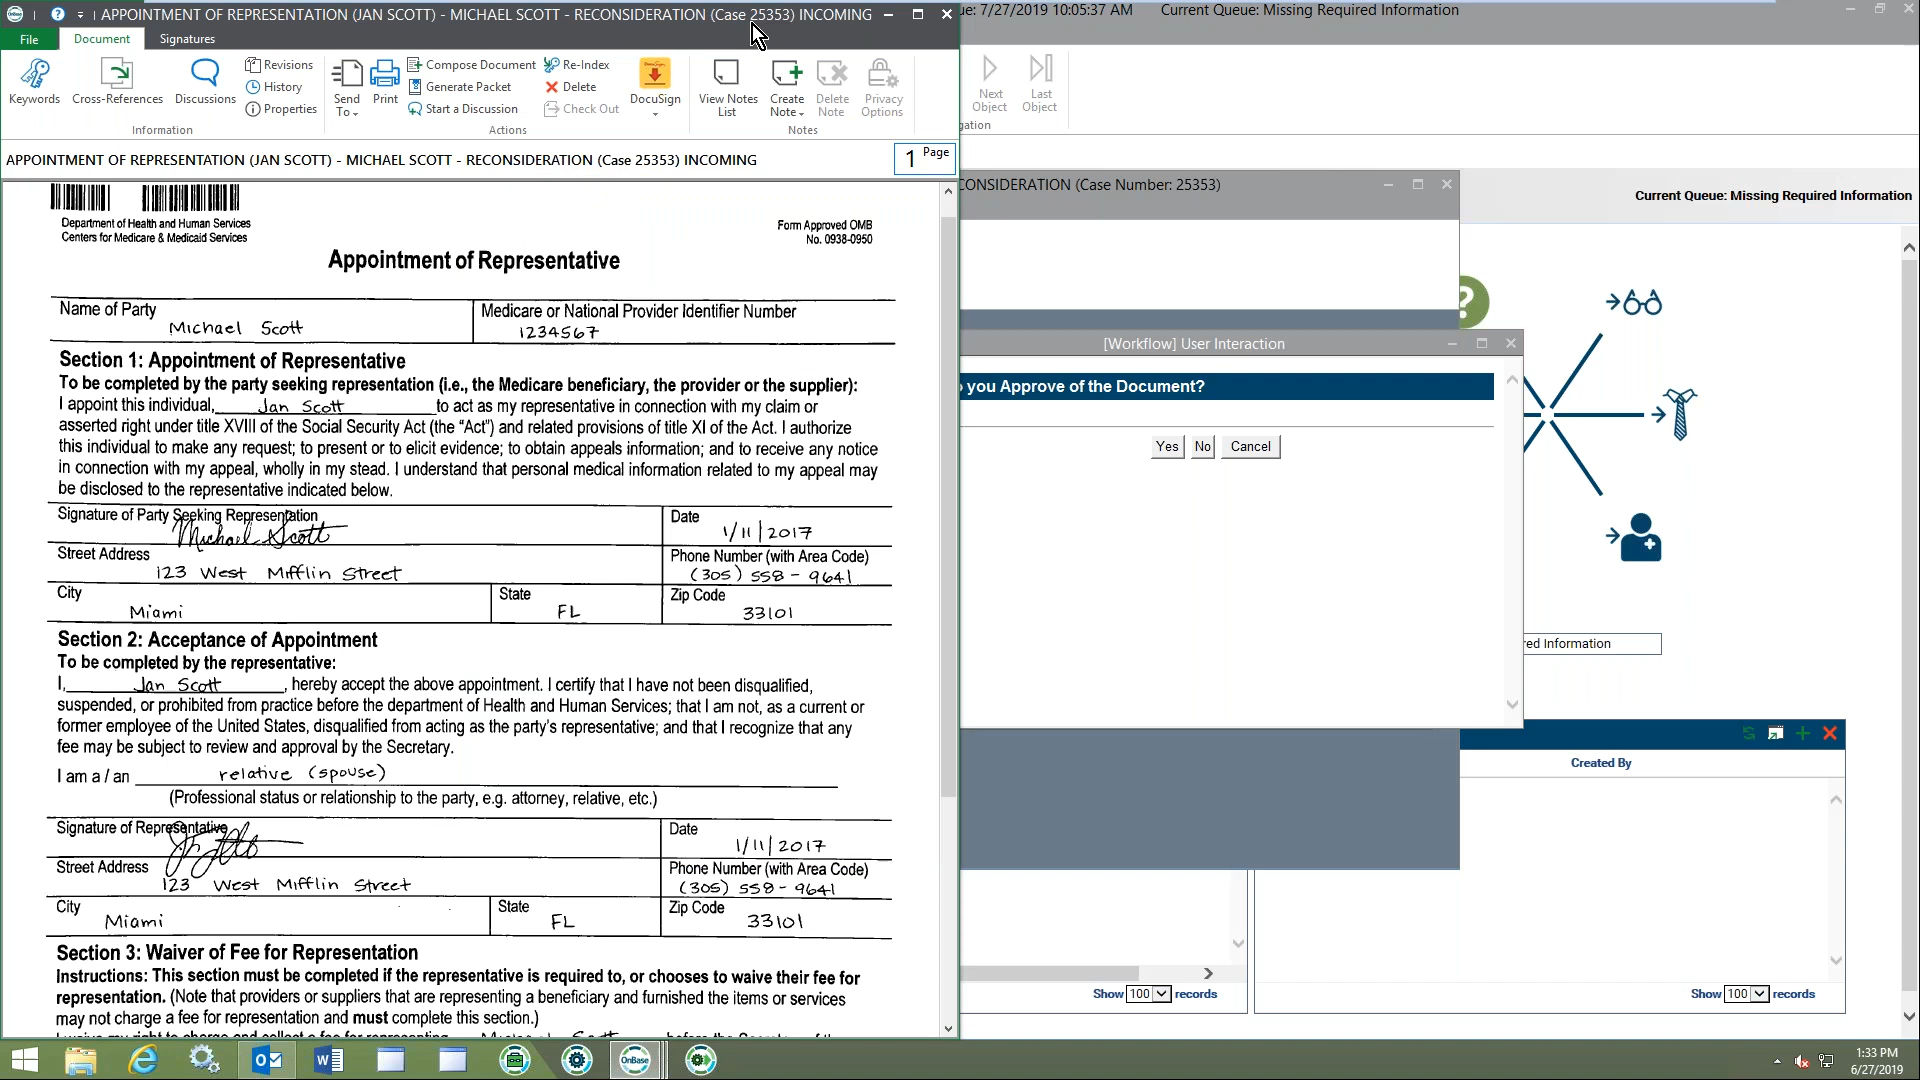 APPOINTMENT OF REPRESENTATION (JAN SCOTT) - MICHAEL SCOTT - RECONSIDERATION (Case 25353) INCOMING
ue: 7/27/2019 10:05:37 AM Current Queue: Missing Required Information
File Document Signatures
Keywords Cross-References Discussions
Revisions
History
Properties
Information
Send To
Print
Compose Document
Generate Packet
Start a Discussion
Re-Index
Delete
Check Out
DocuSign
Actions
View Notes List
Create Note
Delete Note
Privacy Options
Notes
Next Object
Last Object
gation
APPOINTMENT OF REPRESENTATION (JAN SCOTT) - MICHAEL SCOTT - RECONSIDERATION (Case 25353) INCOMING
1 Page
CONSIDERATION (Case Number: 25353)
Current Queue: Missing Required Information
Department of Health and Human Services
Centers for Medicare & Medicaid Services
Form Approved OMB
No. 0938-0950
Appointment of Representative
Name of Party
Michael Scott
Medicare or National Provider Identifier Number
1234567
Section 1: Appointment of Representative
To be completed by the party seeking representation (i.e., the Medicare beneficiary, the provider or the supplier):
I appoint this individual, Jan Scott to act as my representative in connection with my claim or
asserted right under title XVIII of the Social Security Act (the “Act”) and related provisions of title XI of the Act. I authorize
this individual to make any request; to present or to elicit evidence; to obtain appeals information; and to receive any notice
in connection with my appeal, wholly in my stead. I understand that personal medical information related to my appeal may
be disclosed to the representative indicated below.
Signature of Party Seeking Representation
Michael Scott
Date
1/11/2017
Street Address
123 West Mifflin Street
Phone Number (with Area Code)
(305) 558-9641
City
Miami
State
FL
Zip Code
33101
Section 2: Acceptance of Appointment
To be completed by the representative:
I, Jan Scott, hereby accept the above appointment. I certify that I have not been disqualified,
suspended, or prohibited from practice before the department of Health and Human Services; that I am not, as a current or
former employee of the United States, disqualified from acting as the party's representative; and that I recognize that any
fee may be subject to review and approval by the Secretary.
I am a / an relative (spouse)
(Professional status or relationship to the party, e.g. attorney, relative, etc.)
Signature of Representative
Date
1/11/2017
Street Address
123 West Mifflin Street
Phone Number (with Area Code)
(305) 558-9641
City
Miami
State
FL
Zip Code
33101
Section 3: Waiver of Fee for Representation
Instructions: This section must be completed if the representative is required to, or chooses to waive their fee for
representation. (Note that providers or suppliers that are representing a beneficiary and furnished the items or services
may not charge a fee for representation and must complete this section.)
[Workflow] User Interaction
o you Approve of the Document?
Yes No Cancel
red Information
Created By
Show 100 records
Show 100 records
OnBase
1:33 PM
6/27/2019